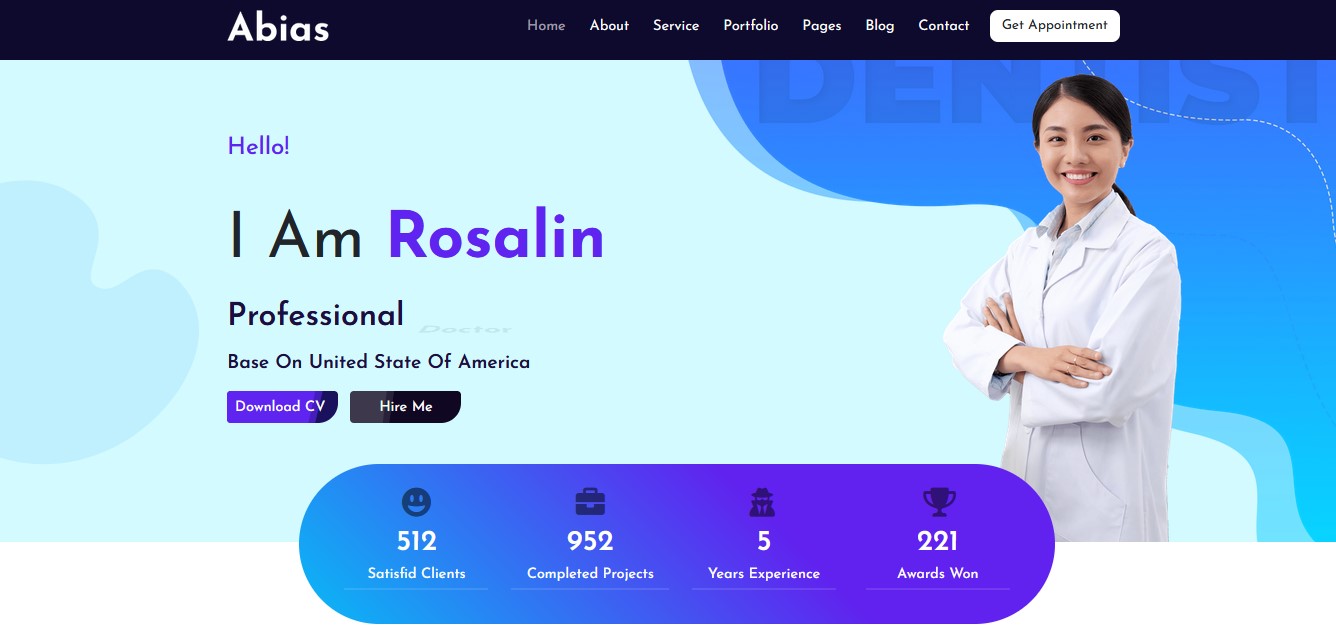 Abias
Home About Service Portfolio Pages Blog Contact Get Appointment
DENTIST
Hello!
I Am Rosalin
Professional Doctor
Base On United State Of America
Download CV Hire Me
512 952 5 221
Satisfid Clients Completed Projects Years Experience Awards Won